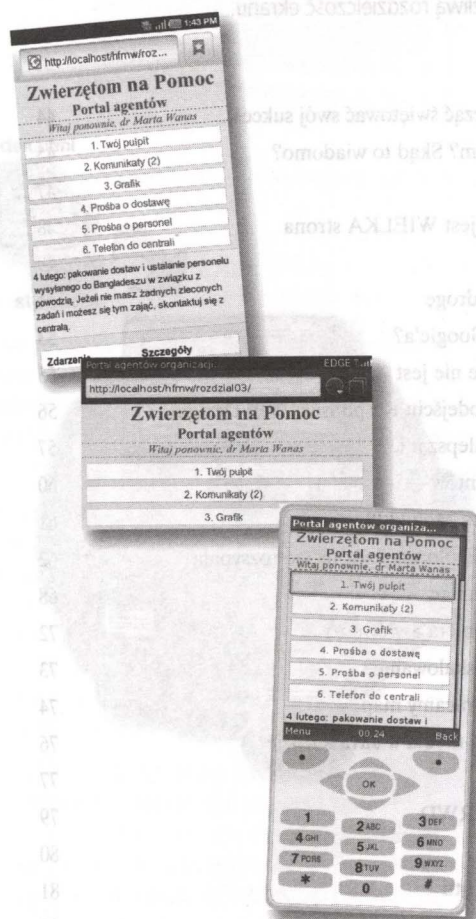 1:43 PM
http://localhost/hfmw/roz...
Zwierzętom na Pomoc
Portal agentów
Witaj ponownie, dr Marta Wanas
1. Twój pulpit
2. Komunikaty (2)
3. Grafik
4. Prośba o dostawę
5. Prośba o personel
6. Telefon do centrali
4 lutego: pakowanie dostaw i ustalanie personelu
wysyłanego do Bangladeszu w związku z
powodzią. Jeżeli nie masz żadnych zleconych
zadań i możesz się tym zająć, skontaktuj się z
centralą.
Zdarzenie Szczegóły
Portal agentów organizacji EDGE
http://localhost/hfmw/rozdzial03/
Zwierzętom na Pomoc
Portal agentów
Witaj ponownie, dr Marta Wanas
1. Twój pulpit
2. Komunikaty (2)
3. Grafik
Portal agentow organiza...
Zwierzętom na Pomoc
Portal agentów
Witaj ponownie, dr Marta Wanas
1. Twój pulpit
2. Komunikaty (2)
3. Grafik
4. Prośba o dostawę
5. Prośba o personel
6. Telefon do centrali
4 lutego: pakowanie dostaw i
Menu 00.24 Back
OK
1 2 ABC 3 DEF
4 GHI 5 JKL 6 MNO
7 PQRS 8 TUV 9 WXYZ
* 0 #